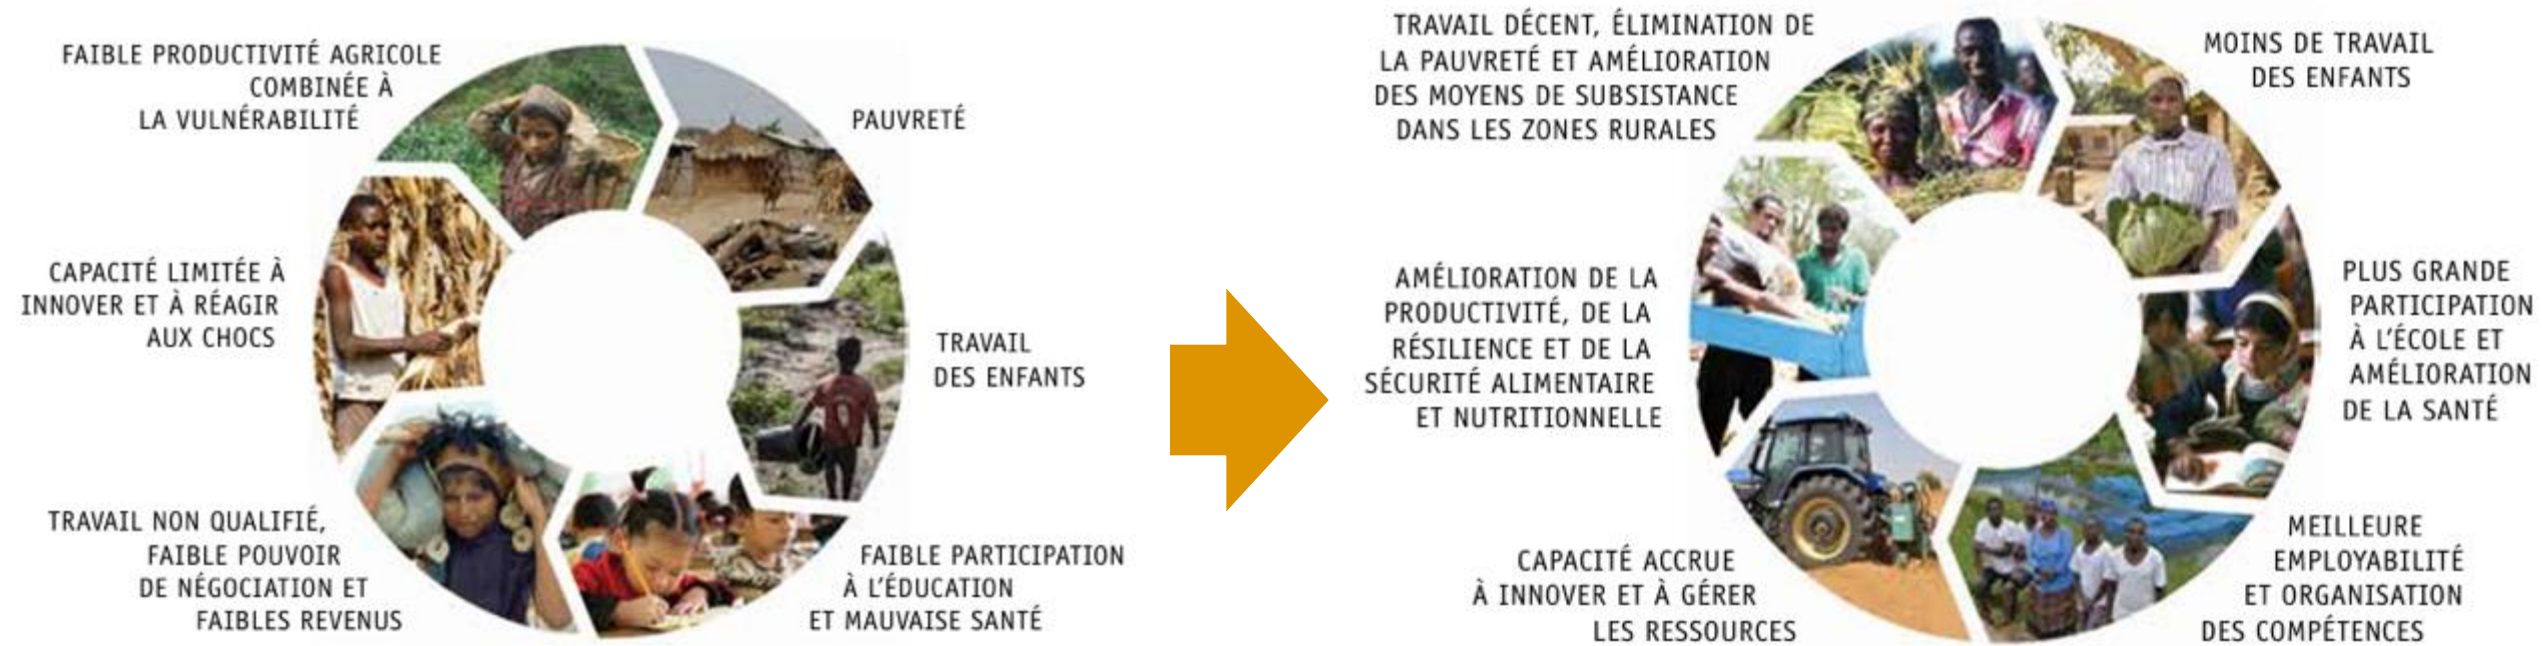 FAIBLE PRODUCTIVITÉ AGRICOLE
COMBINÉE À
LA VULNÉRABILITÉ
PAUVRETÉ
TRAVAIL
DES ENFANTS
FAIBLE PARTICIPATION
À L'ÉDUCATION
ET MAUVAISE SANTÉ
TRAVAIL NON QUALIFIÉ,
FAIBLE POUVOIR
DE NÉGOCIATION ET
FAIBLES REVENUS
CAPACITÉ LIMITÉE À
INNOVER ET À RÉAGIR
AUX CHOCS
TRAVAIL DÉCENT, ÉLIMINATION DE
LA PAUVRETÉ ET AMÉLIORATION
DES MOYENS DE SUBSISTANCE
DANS LES ZONES RURALES
MOINS DE TRAVAIL
DES ENFANTS
PLUS GRANDE
PARTICIPATION
À L'ÉCOLE ET
AMÉLIORATION
DE LA SANTÉ
MEILLEURE
EMPLOYABILITÉ
ET ORGANISATION
DES COMPÉTENCES
CAPACITÉ ACCRUE
À INNOVER ET À GÉRER
LES RESSOURCES
AMÉLIORATION DE LA
PRODUCTIVITÉ, DE LA
RÉSILIENCE ET DE LA
SÉCURITÉ ALIMENTAIRE
ET NUTRITIONNELLE